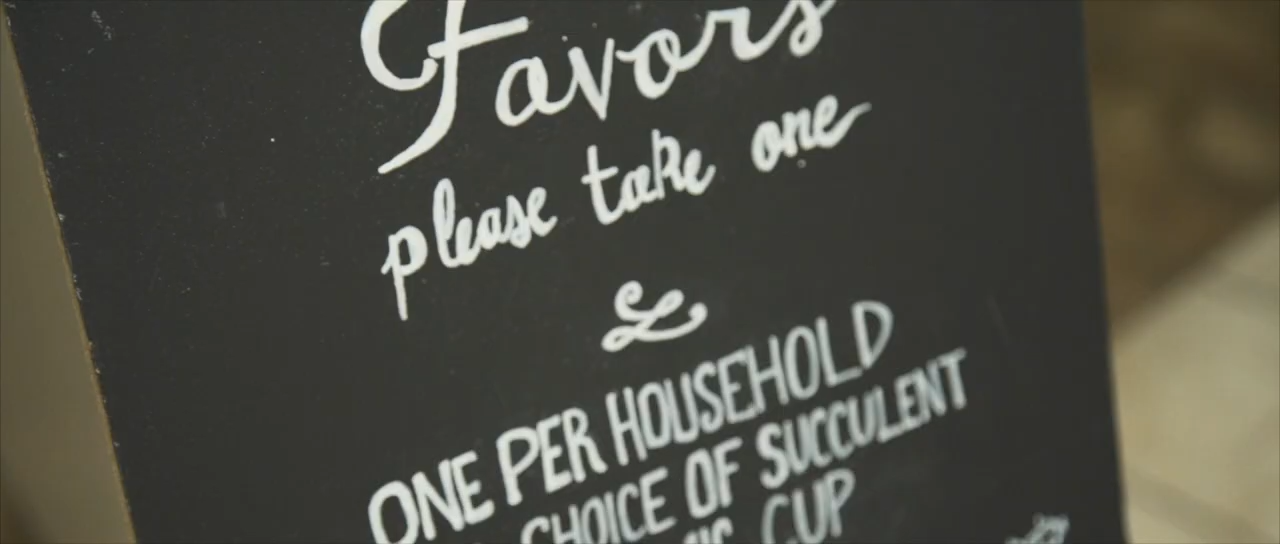 Favors
please take one
ONE PER HOUSEHOLD
CHOICE OF SUCCULENT
CUP